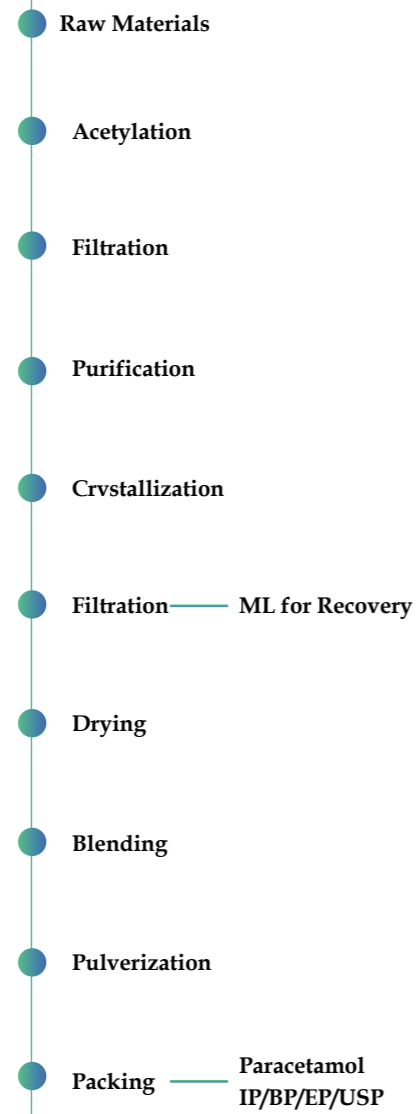 Raw Materials
Acetylation
Filtration
Purification
Crvstallization
Filtration ML for Recovery
Drying
Blending
Pulverization
Packing Paracetamol
IP/BP/EP/USP